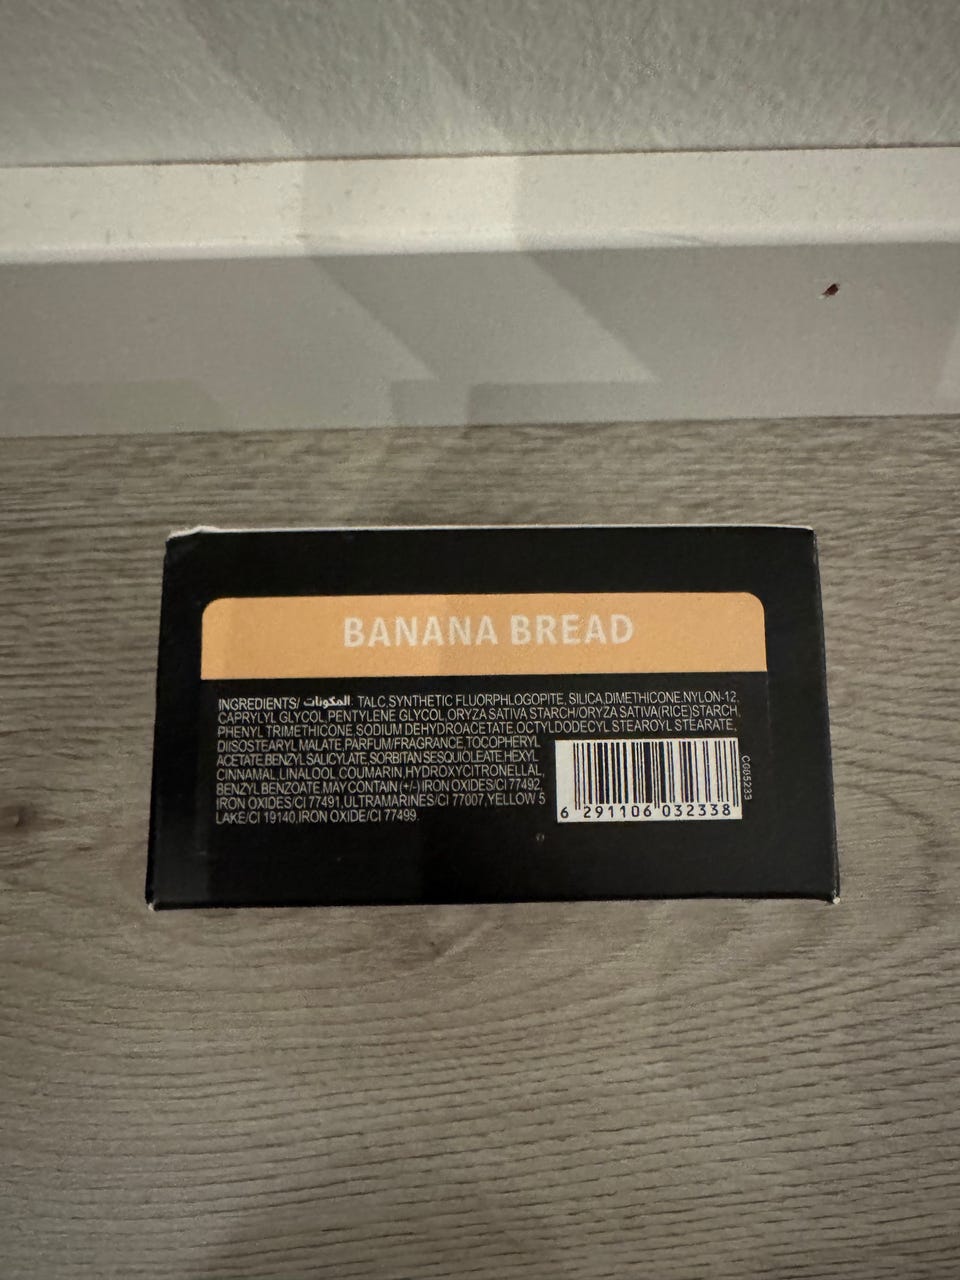 BANANA BREAD
INGREDIENTS/ المكونات: TALC,SYNTHETIC FLUORPHLOGOPITE, SILICA,DIMETHICONE,NYLON-12,
CAPRYLYL GLYCOL,PENTYLENE GLYCOL,ORYZA SATIVA STARCH/ORYZA SATIVA(RICE)STARCH,
PHENYL TRIMETHICONE,SODIUM DEHYDROACETATE,OCTYLDODECYL STEAROYL STEARATE,
DIISOSTEARYL MALATE,PARFUM/FRAGRANCE,TOCOPHERYL
ACETATE,BENZYL SALICYLATE,SORBITAN SESQUIOLEATE,HEXYL
CINNAMAL,LINALOOL,COUMARIN,HYDROXYCITRONELLAL,
BENZYL BENZOATE.MAY CONTAIN (+/-) IRON OXIDES/CI 77492,
IRON OXIDES/CI 77491,ULTRAMARINES/CI 77007,YELLOW 5
LAKE/CI 19140,IRON OXIDE/CI 77499.
6 291106 032338
CG65233